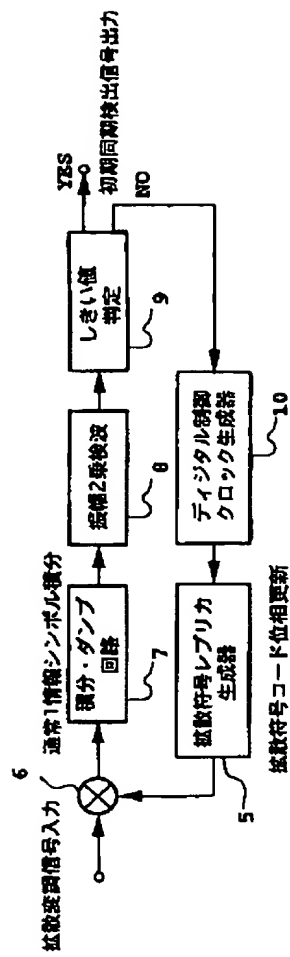 拡散変調信号入力
6
通常1情報シンボル積分
積分・ダンプ
回路
7
振幅2乗検波
8
しきい値
判定
9
YES
初期同期検出信号出力
NO
ディジタル制御
クロック生成器
10
拡散符号レプリカ
生成器
5
拡散符号コード位相更新